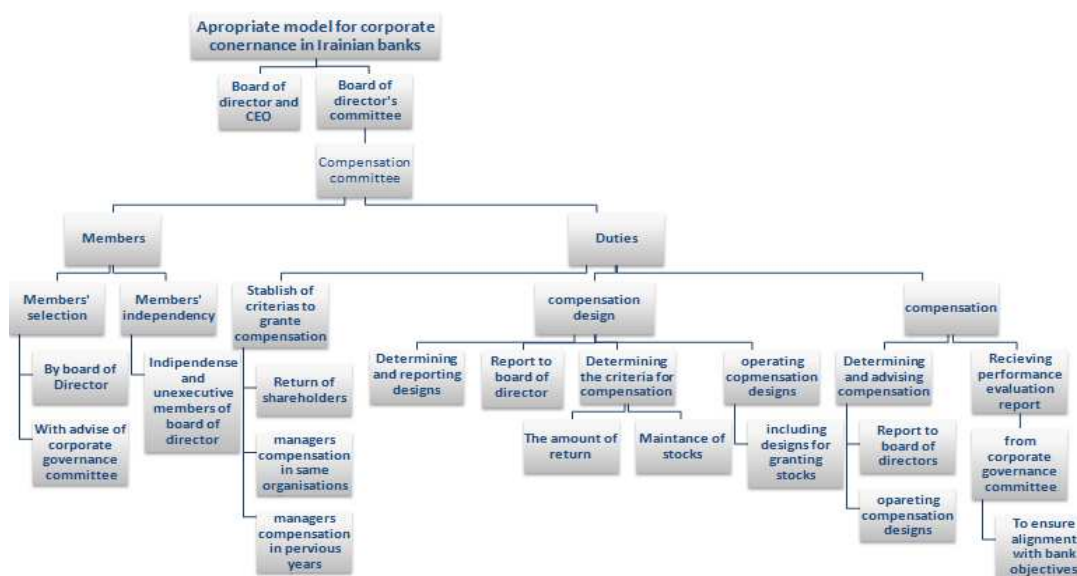 Apropriate model for corporate
conernance in Irainian banks
Board of
director and
CEO
Board of
director's
committee
Compensation
committee
Members
Duties
Members'
selection
Members'
independency
Stablish of
criterias to
grante
compensation
compensation
design
compensation
By board of
Director
With advise of
corporate
governance
committee
Indipendense
and
unexecutive
members of
board of
director
Return of
shareholders
managers
compensation
in same
organisations
managers
compensation
in pervious
years
Determining
and reporting
designs
Report to
board of
director
Determining
the criteria for
compensation
operating
copmensation
designs
The amount of
return
Maintance of
stocks
including
designs for
granting
stocks
Determining
and advising
compensation
Recieving
performance
evaluation
report
Report to
board of
directors
opareting
compensation
designs
from
corporate
governance
committee
To ensure
alignment
with bank
objectives